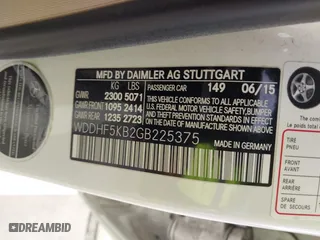 MFD BY DAIMLER AG STUTTGART
KG LBS PASSENGER CAR 149 06/15
GVWR 2300 5071
GAWR FRONT 1095 2414
GAWR REAR 1235 2723
THIS VEHICLE CONFORMS TO ALL APPLICABLE
U.S. FEDERAL MOTOR VEHICLE SAFETY, BUMPER,
AND THEFT PREVENTION STANDARDS IN EFFECT
ON THE DATE OF MANUFACTURE SHOWN ABOVE.
WDDHF5KB2GB225375
MADE IN GERMANY
TIRE
PNEU
FRONT
AVANT
REAR
ARRIÈRE
SPARE
DE SECOURS
The c
Le poids
DREAMBID